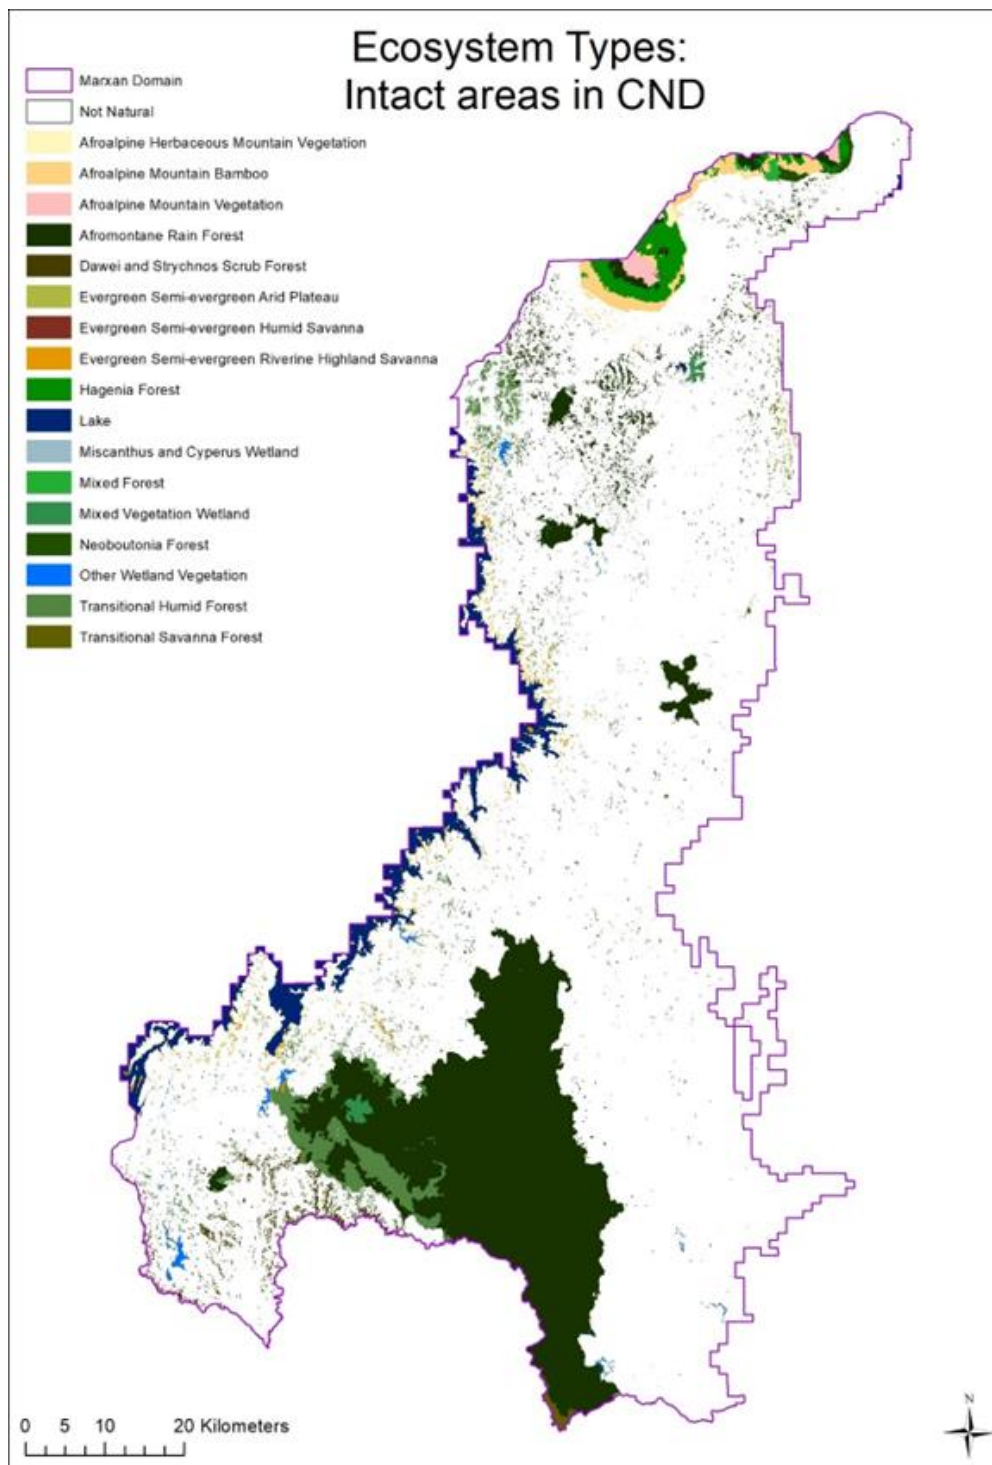 Ecosystem Types:
Intact areas in CND
Marxan Domain
Not Natural
Afroalpine Herbaceous Mountain Vegetation
Afroalpine Mountain Bamboo
Afroalpine Mountain Vegetation
Afromontane Rain Forest
Dawei and Strychnos Scrub Forest
Evergreen Semi-evergreen Arid Plateau
Evergreen Semi-evergreen Humid Savanna
Evergreen Semi-evergreen Riverine Highland Savanna
Hagenia Forest
Lake
Miscanthus and Cyperus Wetland
Mixed Forest
Mixed Vegetation Wetland
Neoboutonia Forest
Other Wetland Vegetation
Transitional Humid Forest
Transitional Savanna Forest
0 5 10 20 Kilometers
N